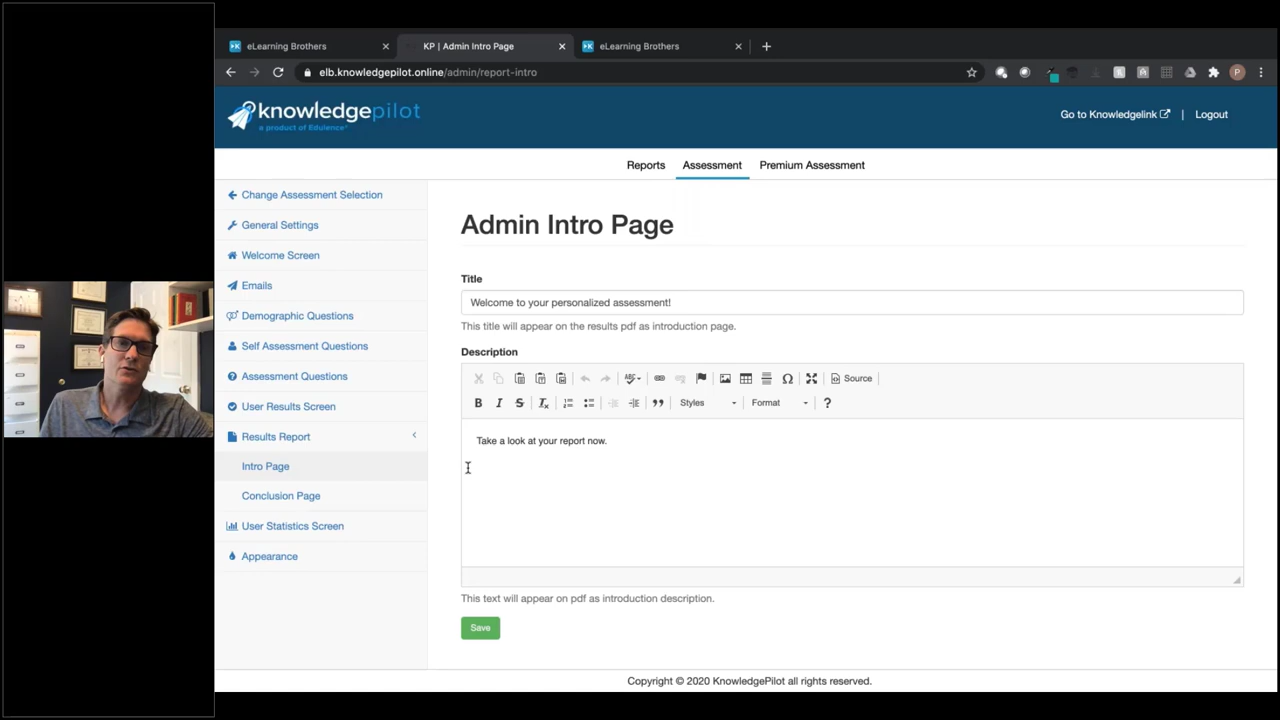 eLearning Brothers
KP | Admin Intro Page
eLearning Brothers
elb.knowledgepilot.online/admin/report-intro
P
knowledgepilot
a product of Edulence
Go to Knowledgelink | Logout
Reports Assessment Premium Assessment
Change Assessment Selection
General Settings
Welcome Screen
Emails
Demographic Questions
Self Assessment Questions
Assessment Questions
User Results Screen
Results Report
Intro Page
Conclusion Page
User Statistics Screen
Appearance
Admin Intro Page
Title
Welcome to your personalized assessment!
This title will appear on the results pdf as introduction page.
Description
Source
B I S Styles Format ?
Take a look at your report now.
This text will appear on pdf as introduction description.
Save
Copyright © 2020 KnowledgePilot all rights reserved.